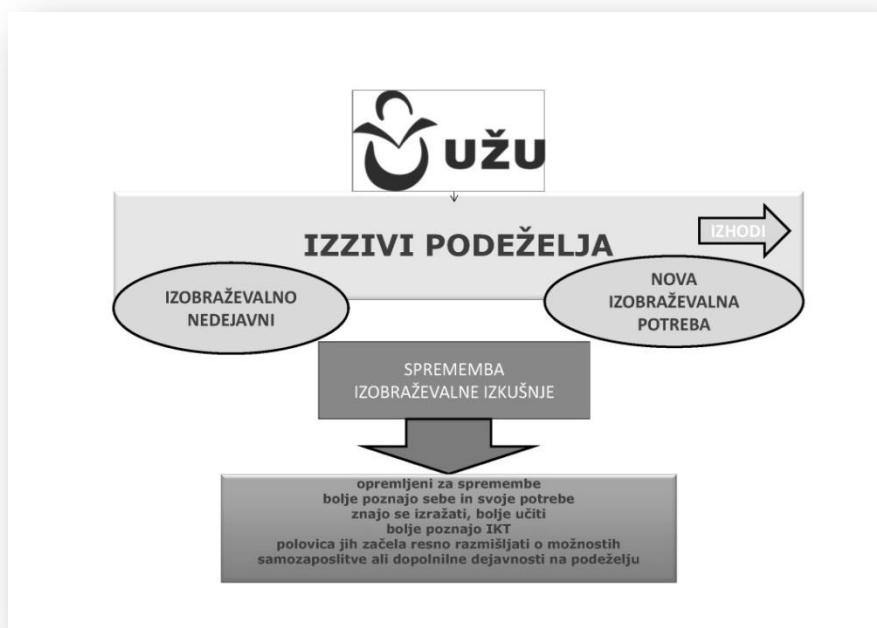 UŽU
IZZIVI PODEŽELJA
IZHODI
IZOBRAŽEVALNO
NEDEJAVNI
NOVA
IZOBRAŽEVALNA
POTREBA
SPREMEMBA
IZOBRAŽEVALNE IZKUŠNJE
opremljeni za spremembe
bolje poznajo sebe in svoje potrebe
znajo se izražati, bolje učiti
bolje poznajo IKT
polovica jih začela resno razmišljati o možnostih
samozaposlitve ali dopolnilne dejavnosti na podeželju